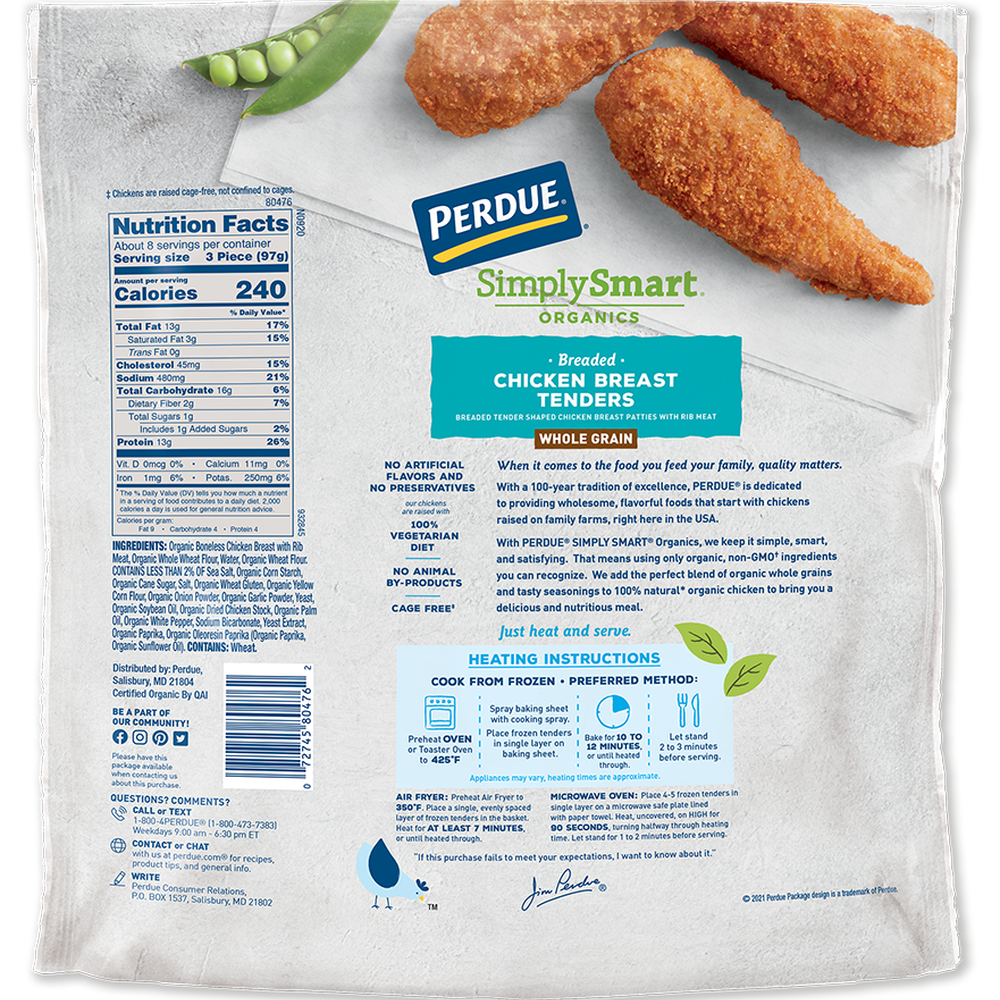 ‡ Chickens are raised cage-free, not confined to cages.
80476
N0920
Nutrition Facts
About 8 servings per container
Serving size 3 Piece (97g)
Amount per serving
Calories 240
% Daily Value*
Total Fat 13g 17%
Saturated Fat 3g 15%
Trans Fat 0g
Cholesterol 45mg 15%
Sodium 480mg 21%
Total Carbohydrate 16g 6%
Dietary Fiber 2g 7%
Total Sugars 1g
Includes 1g Added Sugars 2%
Protein 13g 26%
Vit. D 0mcg 0% • Calcium 11mg 0%
Iron 1mg 6% • Potas. 250mg 6%
*The % Daily Value (DV) tells you how much a nutrient
in a serving of food contributes to a daily diet. 2,000
calories a day is used for general nutrition advice.
Calories per gram:
Fat 9 • Carbohydrate 4 • Protein 4
932845
INGREDIENTS: Organic Boneless Chicken Breast with Rib
Meat, Organic Whole Wheat Flour, Water, Organic Wheat Flour.
CONTAINS LESS THAN 2% OF Sea Salt, Organic Corn Starch,
Organic Cane Sugar, Salt, Organic Wheat Gluten, Organic Yellow
Corn Flour, Organic Onion Powder, Organic Garlic Powder, Yeast,
Organic Soybean Oil, Organic Dried Chicken Stock, Organic Palm
Oil, Organic White Pepper, Sodium Bicarbonate, Yeast Extract,
Organic Paprika, Organic Oleoresin Paprika (Organic Paprika,
Organic Sunflower Oil). CONTAINS: Wheat.
Distributed by: Perdue,
Salisbury, MD 21804
Certified Organic By QAI
BE A PART OF
OUR COMMUNITY!
Please have this
package available
when contacting us
about this purchase.
0 72745 80476 2
QUESTIONS? COMMENTS?
CALL or TEXT
1-800-4PERDUE® (1-800-473-7383)
Weekdays 9:00 am - 6:30 pm ET
CONTACT or CHAT
with us at perdue.com® for recipes,
product tips, and general info.
WRITE
Perdue Consumer Relations,
P.O. BOX 1537, Salisbury, MD 21802
PERDUE®
SimplySmart®
ORGANICS
• Breaded •
CHICKEN BREAST
TENDERS
BREADED TENDER SHAPED CHICKEN BREAST PATTIES WITH RIB MEAT
WHOLE GRAIN
NO ARTIFICIAL
FLAVORS AND
NO PRESERVATIVES
our chickens
are raised with
100%
VEGETARIAN
DIET
NO ANIMAL
BY-PRODUCTS
CAGE FREE‡
When it comes to the food you feed your family, quality matters.
With a 100-year tradition of excellence, PERDUE® is dedicated
to providing wholesome, flavorful foods that start with chickens
raised on family farms, right here in the USA.
With PERDUE® SIMPLY SMART® Organics, we keep it simple, smart,
and satisfying. That means using only organic, non-GMO† ingredients
you can recognize. We add the perfect blend of organic whole grains
and tasty seasonings to 100% natural* organic chicken to bring you a
delicious and nutritious meal.
Just heat and serve.
HEATING INSTRUCTIONS
COOK FROM FROZEN • PREFERRED METHOD:
Preheat OVEN
or Toaster Oven
to 425°F
Spray baking sheet
with cooking spray.
Place frozen tenders
in single layer on
baking sheet.
Bake for 10 TO
12 MINUTES,
or until heated
through.
Let stand
2 to 3 minutes
before serving.
Appliances may vary, heating times are approximate.
AIR FRYER: Preheat Air Fryer to
350°F. Place a single, evenly spaced
layer of frozen tenders in the basket.
Heat for AT LEAST 7 MINUTES,
or until heated through.
MICROWAVE OVEN: Place 4-5 frozen tenders in
single layer on a microwave safe plate lined
with paper towel. Heat, uncovered, on HIGH for
90 SECONDS, turning halfway through heating
time. Let stand for 1 to 2 minutes before serving.
"If this purchase fails to meet your expectations, I want to know about it."
Jim Perdue®
TM
© 2021 Perdue Package design is a trademark of Perdue.